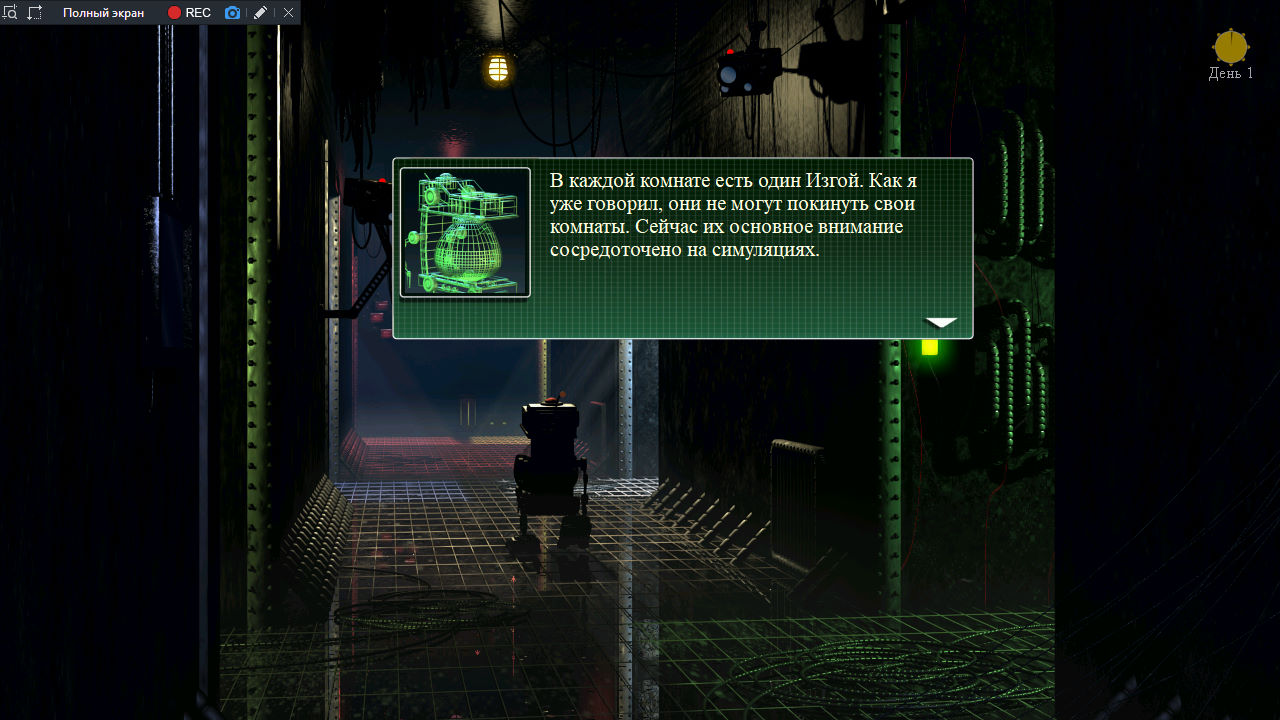 Полный экран
REC
День 1
В каждой комнате есть один Изгой. Как я
уже говорил, они не могут покинуть свои
комнаты. Сейчас их основное внимание
сосредоточено на симуляциях.